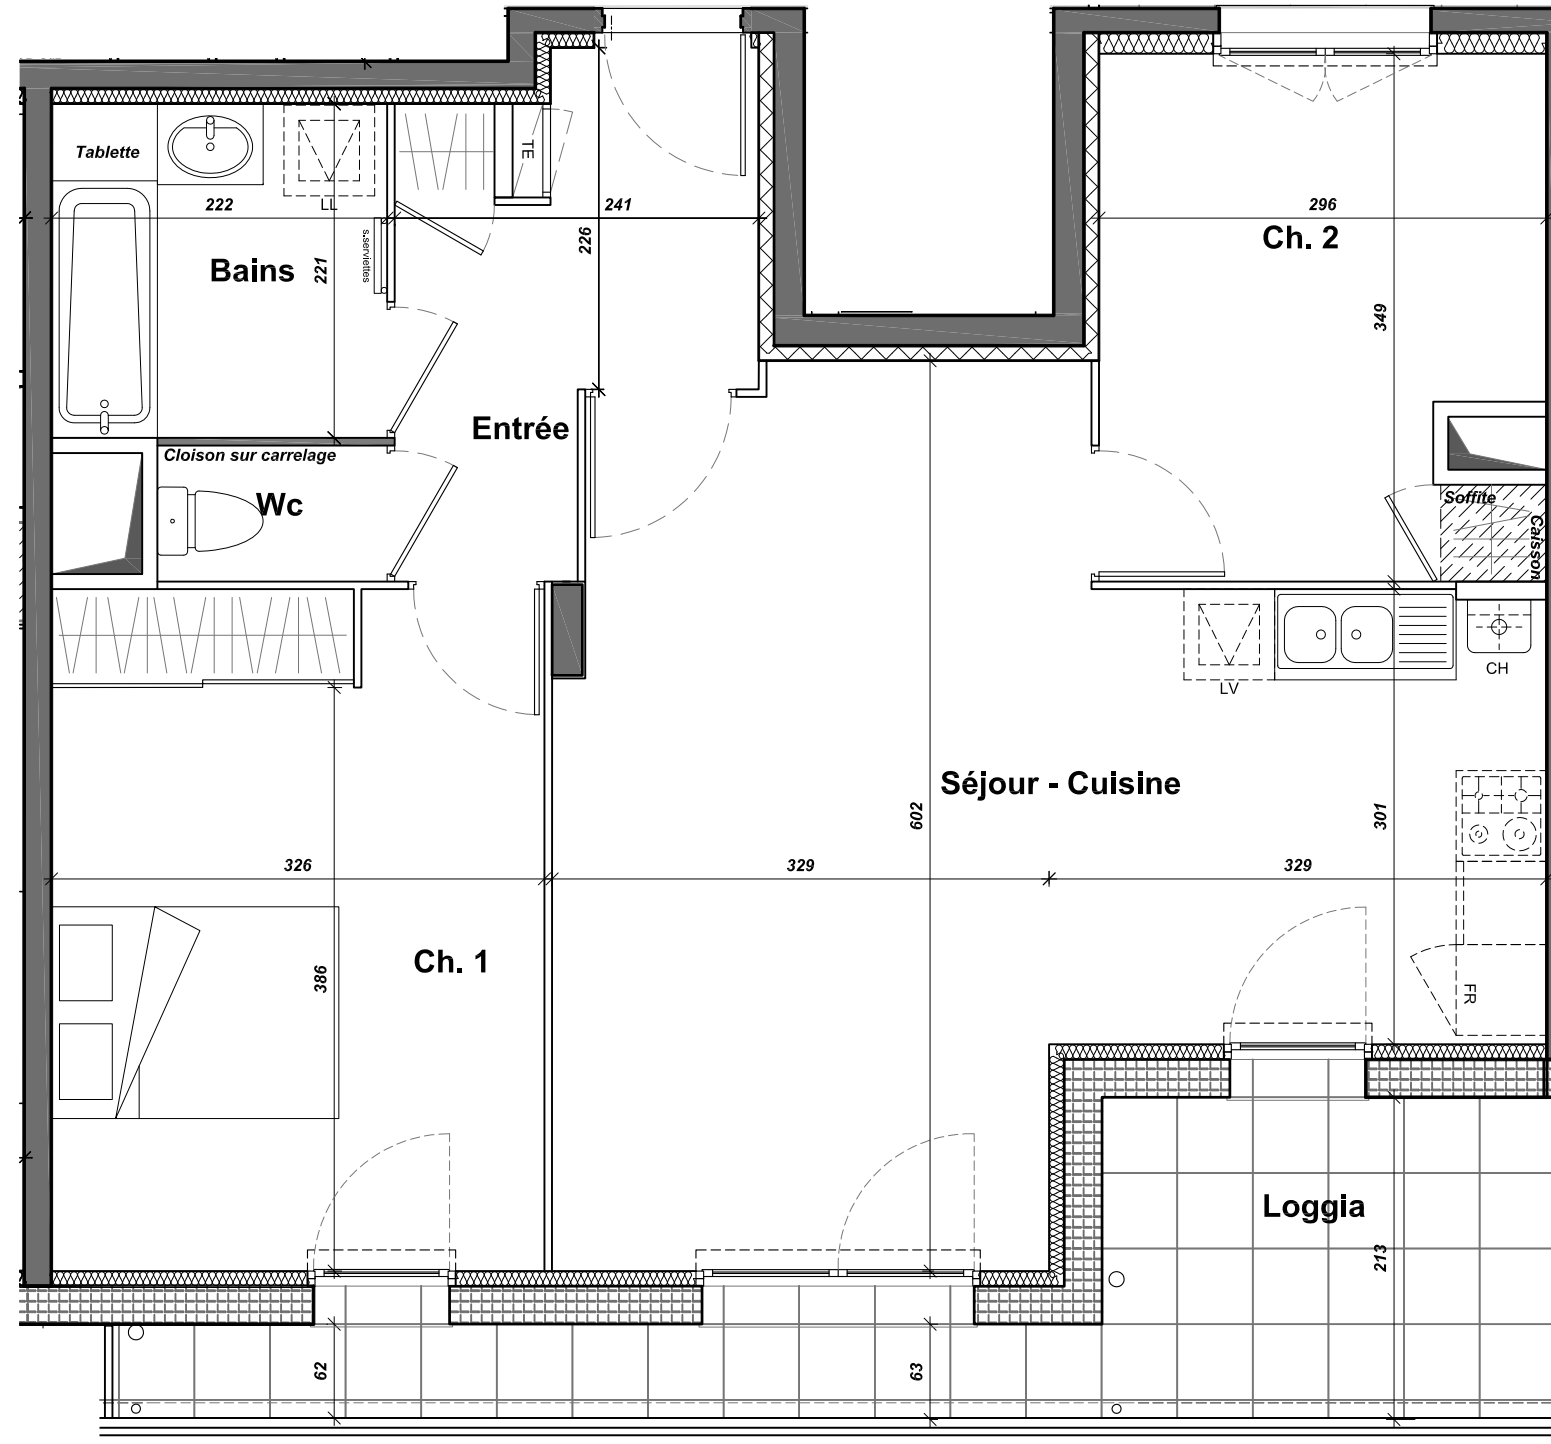 Tablette
TE
222
LL
241
296
226
Ch. 2
s.serviettes
Bains
221
349
Entrée
Cloison sur carrelage
Wc
Soffite
Caisson
CH
LV
Séjour - Cuisine
602
301
326
329
329
Ch. 1
386
FR
Loggia
213
62
63